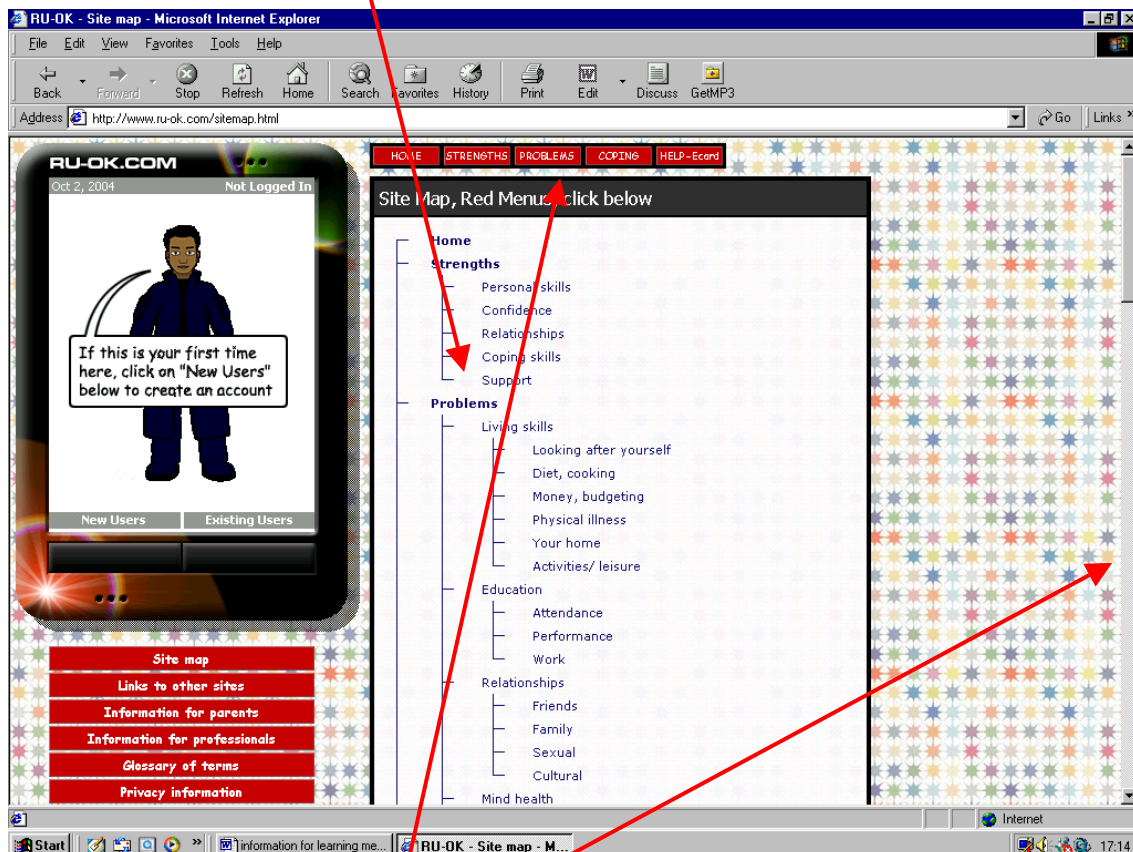 RU-OK - Site map - Microsoft Internet Explorer
File Edit View Favorites Tools Help
Back Forward Stop Refresh Home Search Favorites History Print Edit Discuss GetMP3
Address http://www.ru-ok.com/sitemap.html Go Links »
RU-OK.COM
Oct 2, 2004 Not Logged In
If this is your first time
here, click on "New Users"
below to create an account
New Users Existing Users
Site map
Links to other sites
Information for parents
Information for professionals
Glossary of terms
Privacy information
HOME STRENGTHS PROBLEMS COPING HELP-Ecard
Site Map, Red Menus, click below
Home
Strengths
Personal skills
Confidence
Relationships
Coping skills
Support
Problems
Living skills
Looking after yourself
Diet, cooking
Money, budgeting
Physical illness
Your home
Activities/ leisure
Education
Attendance
Performance
Work
Relationships
Friends
Family
Sexual
Cultural
Mind health
Internet
Start » information for learning me... RU-OK - Site map - M... 17:14